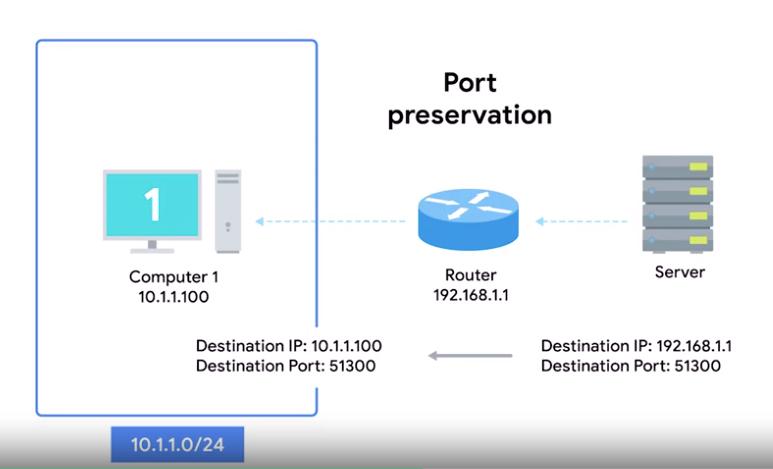 Port
preservation
1
Computer 1
10.1.1.100
Router
192.168.1.1
Server
Destination IP: 10.1.1.100
Destination Port: 51300
Destination IP: 192.168.1.1
Destination Port: 51300
10.1.1.0/24